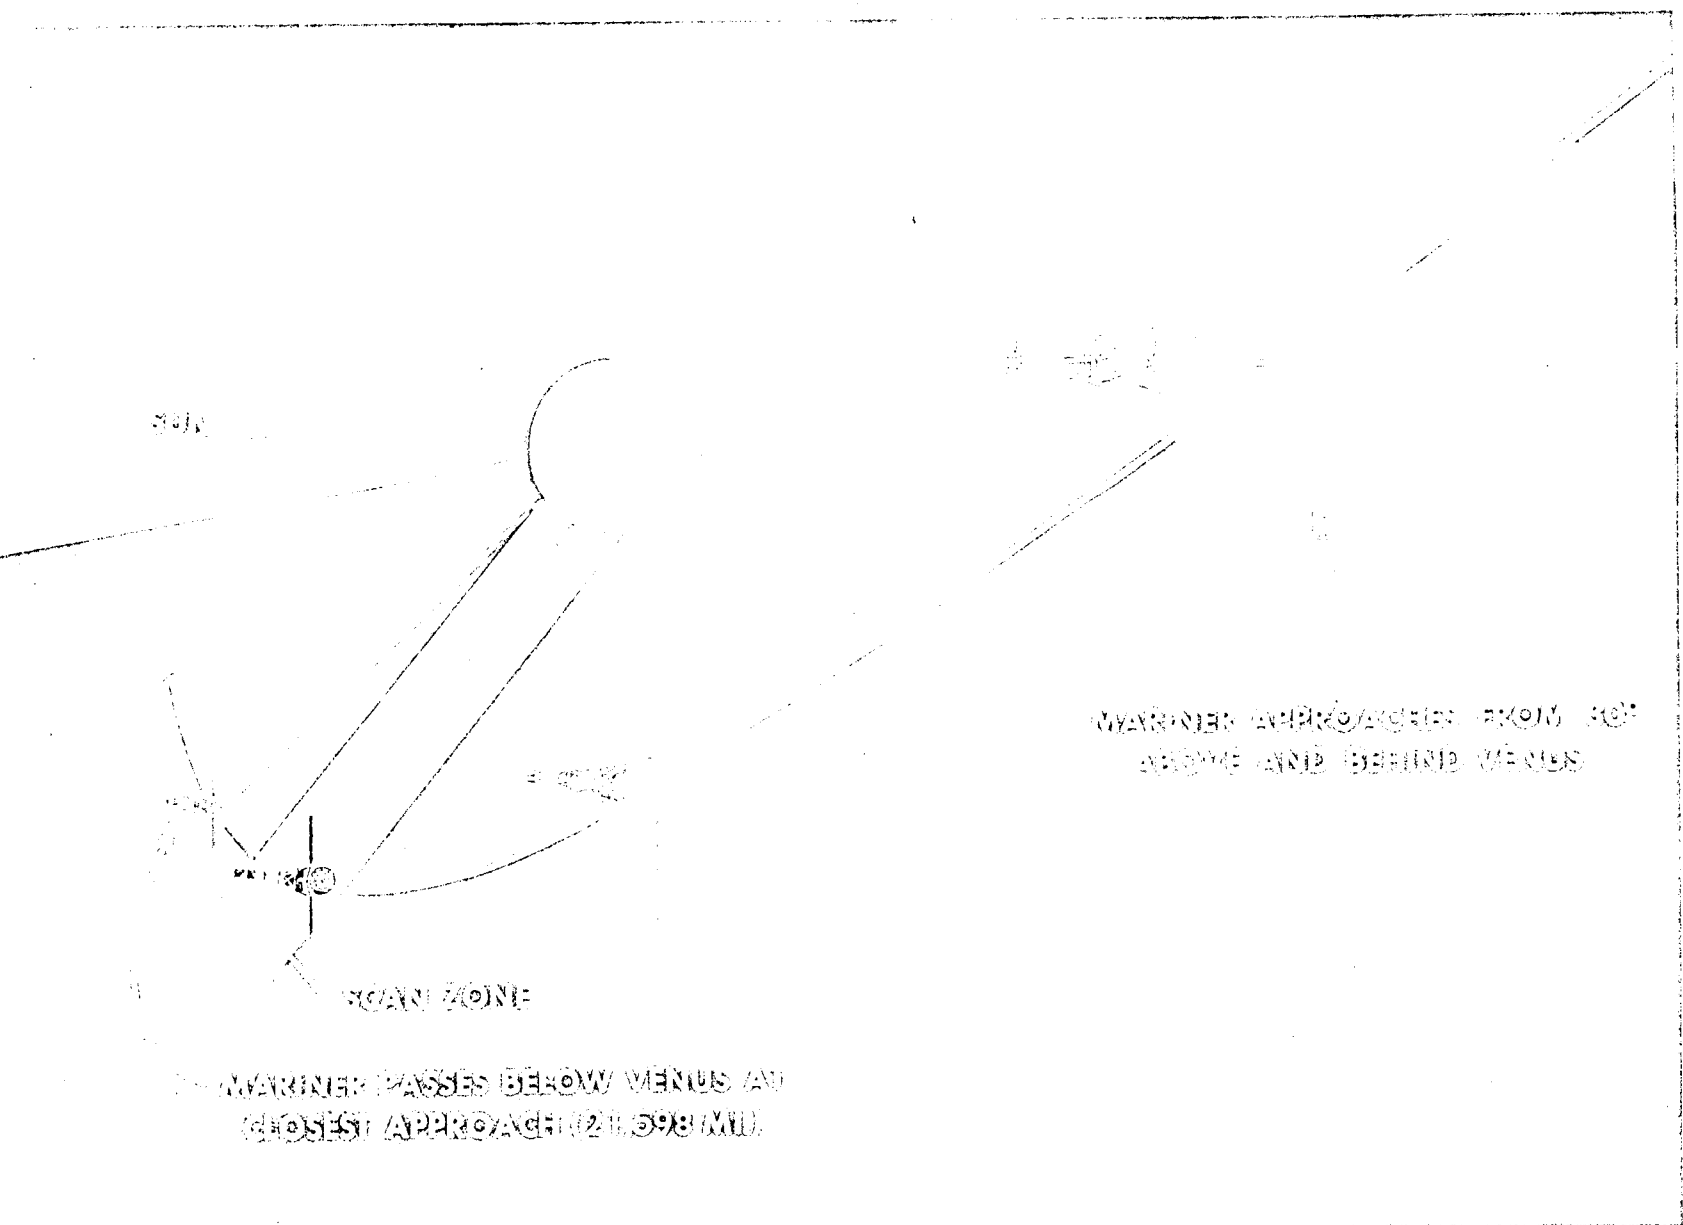 SUN
MARINER APPROACHES FROM
ABOVE AND BEHIND VENUS
SCAN ZONE
MARINER PASSES BELOW VENUS AT
CLOSEST APPROACH (21,598 MI)